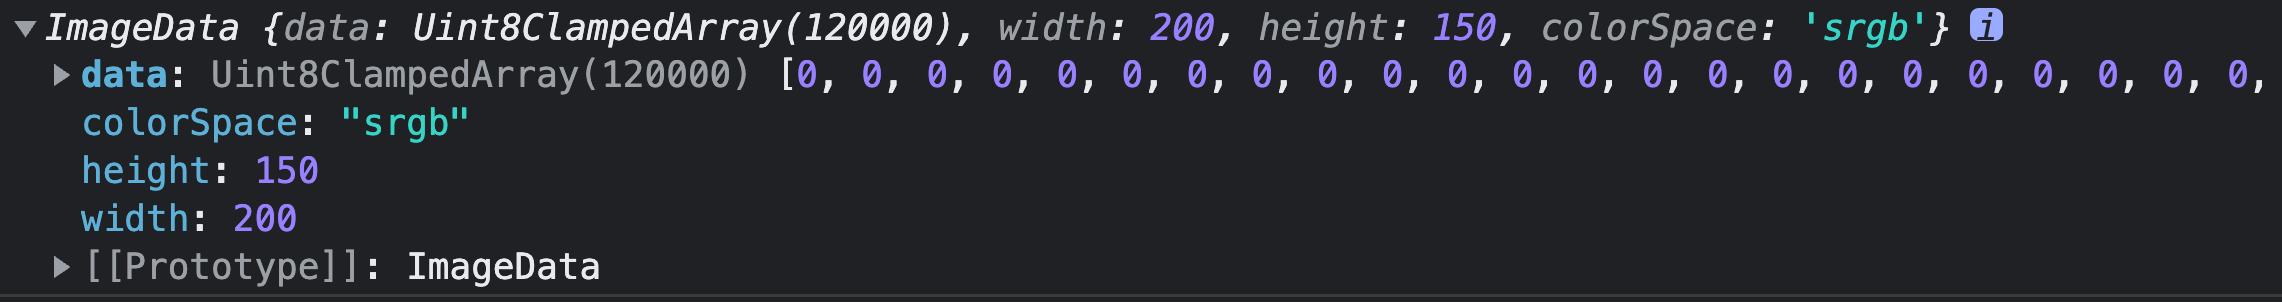 ▼ImageData {data: Uint8ClampedArray(120000), width: 200, height: 150, colorSpace: 'srgb'} i
▶data: Uint8ClampedArray(120000) [0, 0, 0, 0, 0, 0, 0, 0, 0, 0, 0, 0, 0, 0, 0, 0, 0, 0, 0, 0, 0, 0, 0,
colorSpace: "srgb"
height: 150
width: 200
▶[[Prototype]]: ImageData